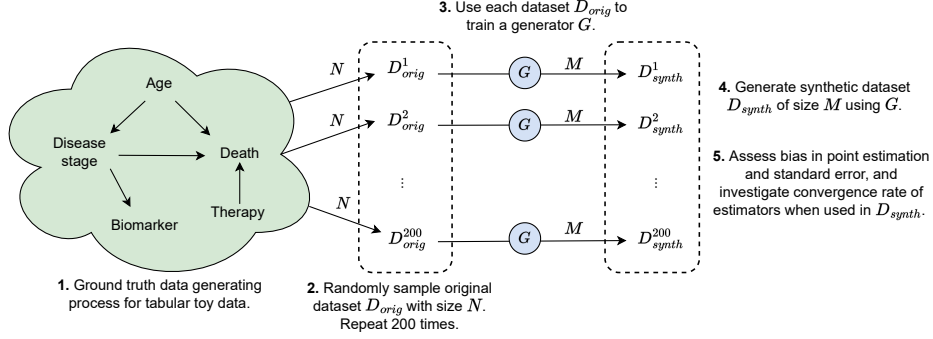 3. Use each dataset D_orig to
train a generator G.
Age
Disease
stage
Death
Biomarker
Therapy
N
N
N
D^1_orig
D^2_orig
⋮
D^200_orig
G
G
G
M
M
M
D^1_synth
D^2_synth
⋮
D^200_synth
4. Generate synthetic dataset
D_synth of size M using G.
5. Assess bias in point estimation
and standard error, and
investigate convergence rate of
estimators when used in D_synth.
1. Ground truth data generating
process for tabular toy data.
2. Randomly sample original
dataset D_orig with size N.
Repeat 200 times.